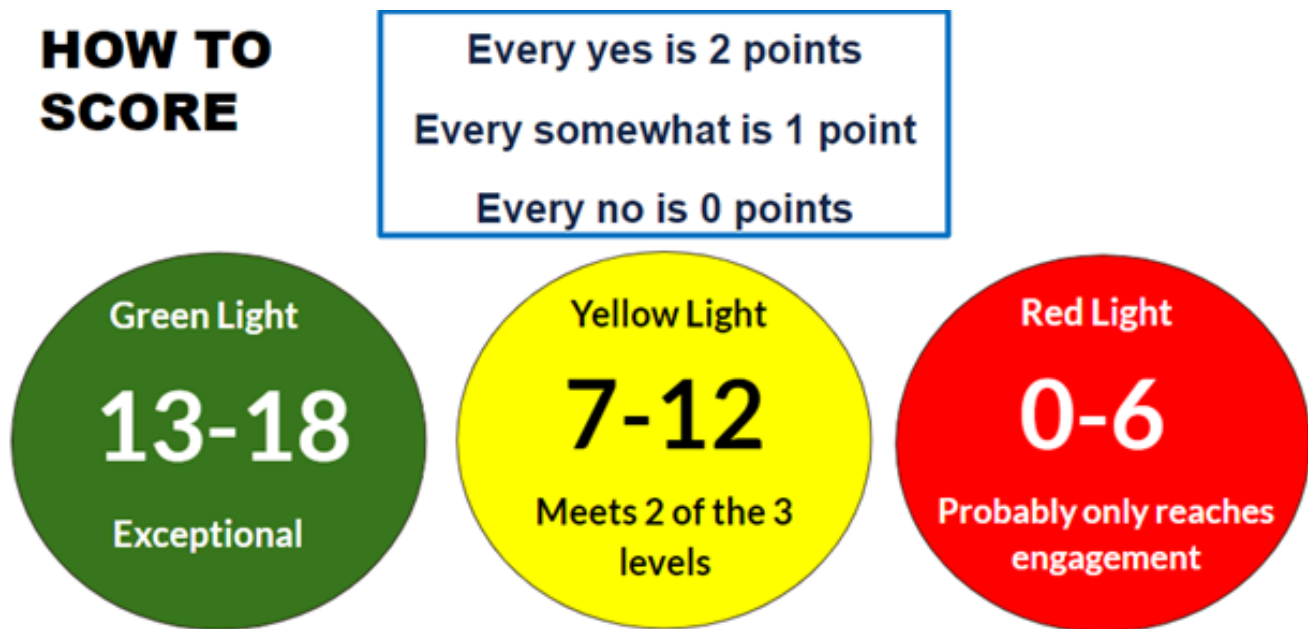 HOW TO
SCORE
Every yes is 2 points
Every somewhat is 1 point
Every no is 0 points
Green Light
13-18
Exceptional
Yellow Light
7-12
Meets 2 of the 3
levels
Red Light
0-6
Probably only reaches
engagement